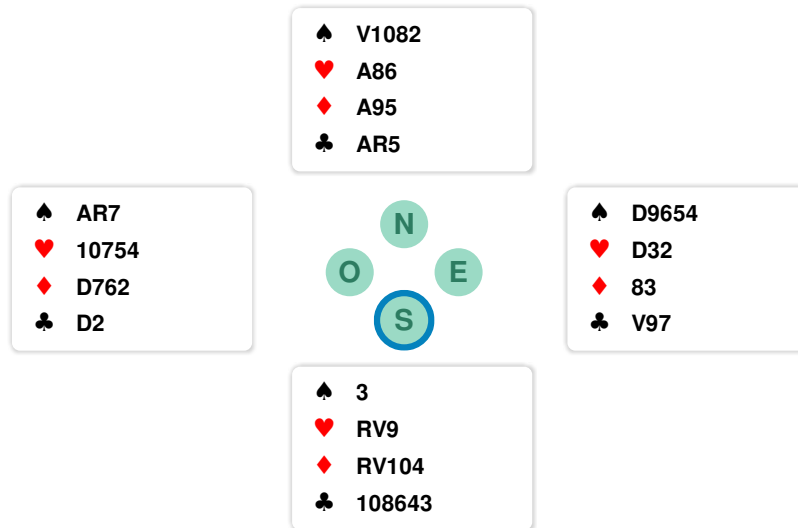 ♠ V1082
♥ A86
♦ A95
♣ AR5
♠ AR7
♥ 10754
♦ D762
♣ D2
N
O E
S
♠ D9654
♥ D32
♦ 83
♣ V97
♠ 3
♥ RV9
♦ RV104
♣ 108643